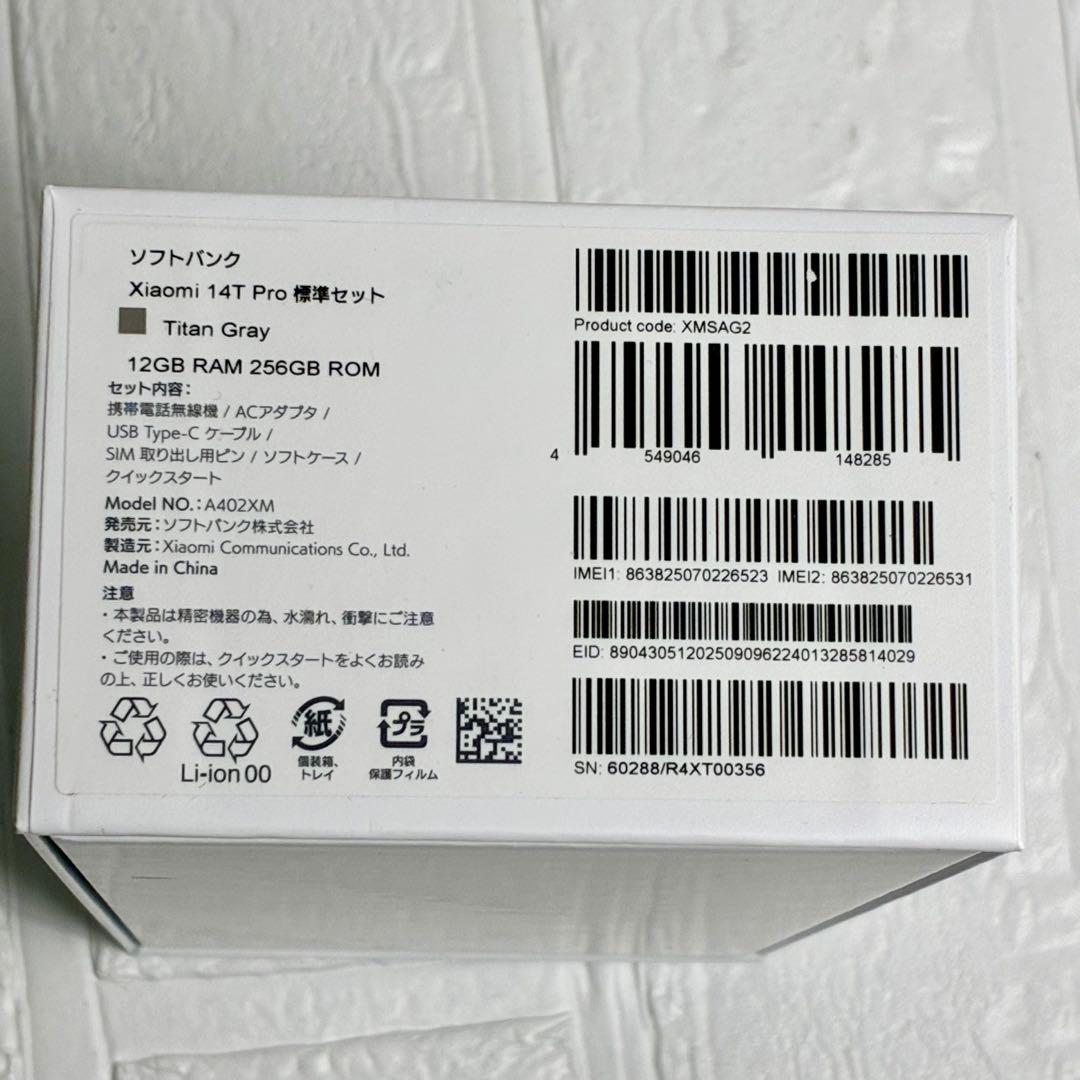 ソフトバンク
Xiaomi 14T Pro 標準セット
Titan Gray
12GB RAM 256GB ROM
セット内容:
携帯電話無線機 / ACアダプタ /
USB Type-C ケーブル /
SIM 取り出し用ピン / ソフトケース /
クイックスタート
Model NO.: A402XM
発売元:ソフトバンク株式会社
製造元:Xiaomi Communications Co., Ltd.
Made in China
注意
・本製品は精密機器の為、水濡れ、衝撃にご注意
ください。
・ご使用の際は、クイックスタートをよくお読み
の上、正しくお使いください。
Li-ion 00
紙
個装箱、
トレイ
プラ
内袋
保護フィルム
Product code: XMSAG2
4 549046 148285
IMEI1: 863825070226523 IMEI2: 863825070226531
EID: 89043051202509096224013285814029
SN: 60288/R4XT00356